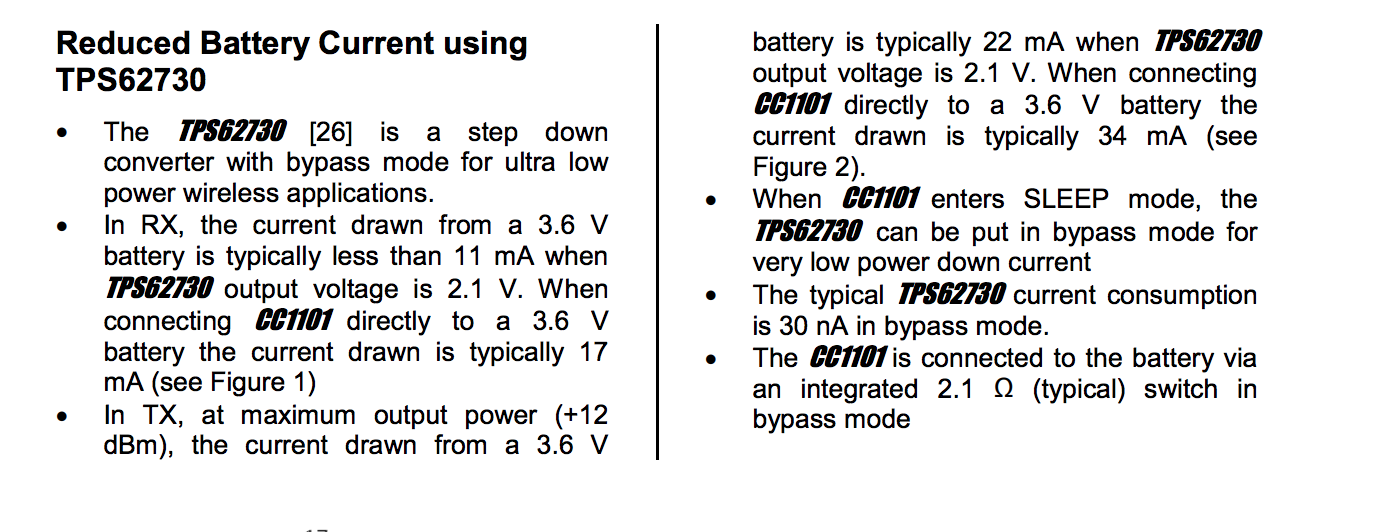 Reduced Battery Current using
TPS62730
• The TPS62730 [26] is a step down
converter with bypass mode for ultra low
power wireless applications.
• In RX, the current drawn from a 3.6 V
battery is typically less than 11 mA when
TPS62730 output voltage is 2.1 V. When
connecting CC1101 directly to a 3.6 V
battery the current drawn is typically 17
mA (see Figure 1)
• In TX, at maximum output power (+12
dBm), the current drawn from a 3.6 V
battery is typically 22 mA when TPS62730
output voltage is 2.1 V. When connecting
CC1101 directly to a 3.6 V battery the
current drawn is typically 34 mA (see
Figure 2).
• When CC1101 enters SLEEP mode, the
TPS62730 can be put in bypass mode for
very low power down current
• The typical TPS62730 current consumption
is 30 nA in bypass mode.
• The CC1101 is connected to the battery via
an integrated 2.1 Ω (typical) switch in
bypass mode